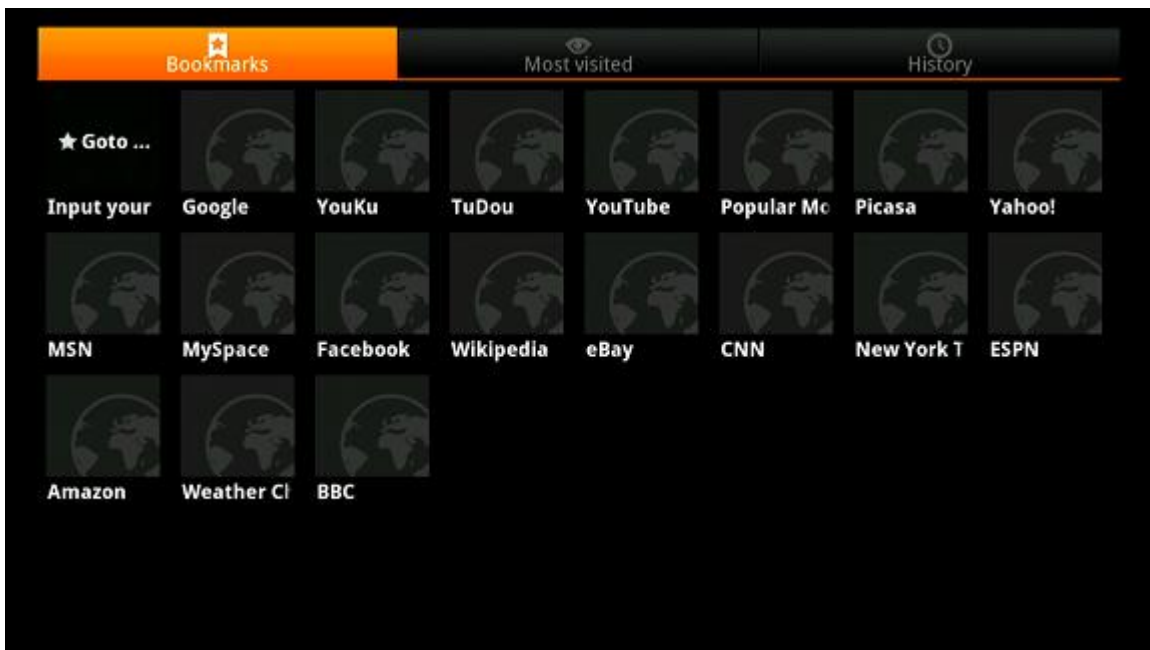 Bookmarks Most visited History
★ Goto ...
Input your Google YouKu TuDou YouTube Popular Mo Picasa Yahoo!
MSN MySpace Facebook Wikipedia eBay CNN New York T ESPN
Amazon Weather Ch BBC